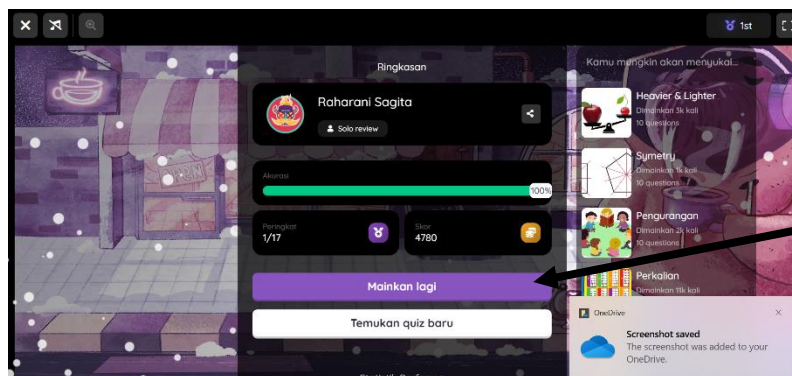 1st
Ringkasan
Raharani Sagita
Solo review
Akurasi
100%
Peringkat
1/17
Skor
4780
Mainkan lagi
Temukan quiz baru
Kamu mungkin akan menyukai...
Heavier & Lighter
Dimainkan 3k kali
10 questions
Symetry
Dimainkan 1k kali
10 questions
Pengurangan
Dimainkan 2k kali
10 questions
Perkalian
Dimainkan 11k kali
OneDrive
Screenshot saved
The screenshot was added to your
OneDrive.
OPEN